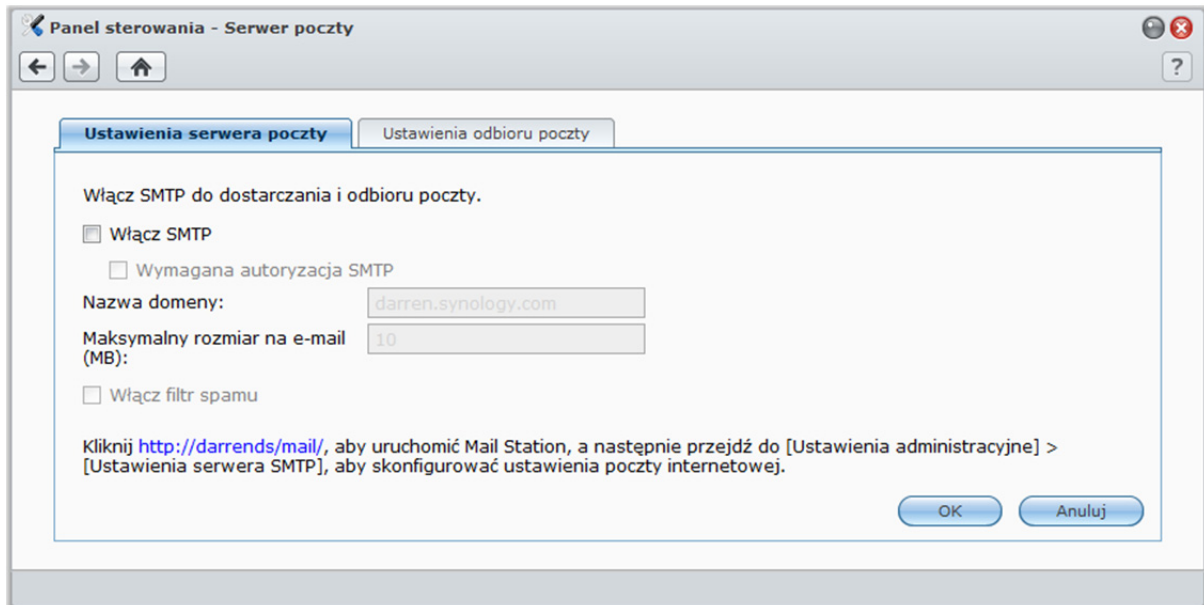 Panel sterowania - Serwer poczty
?
Ustawienia serwera poczty
Ustawienia odbioru poczty
Włącz SMTP do dostarczania i odbioru poczty.
Włącz SMTP
Wymagana autoryzacja SMTP
Nazwa domeny:
darren.synology.com
Maksymalny rozmiar na e-mail
(MB):
10
Włącz filtr spamu
Kliknij http://darrends/mail/, aby uruchomić Mail Station, a następnie przejdź do [Ustawienia administracyjne] >
[Ustawienia serwera SMTP], aby skonfigurować ustawienia poczty internetowej.
OK
Anuluj